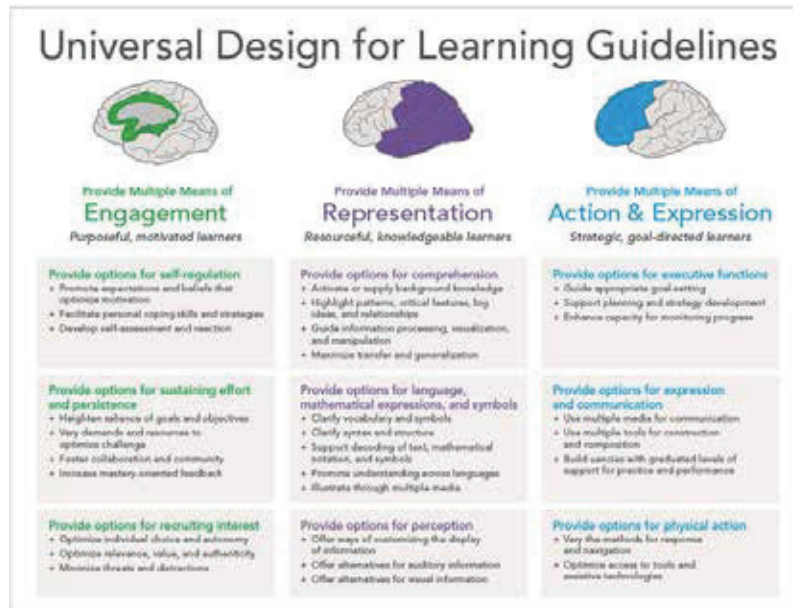 Universal Design for Learning Guidelines
Provide Multiple Means of
Engagement
Purposeful, motivated learners
Provide options for self-regulation
+ Promote expectations and beliefs that
optimize motivation
+ Facilitate personal coping skills and strategies
+ Develop self-assessment and
Provide options for sustaining effort
and persistence
+ Heighten salience of goals and objectives
+ Vary demands and resources to
optimize challenge
+ Foster collaboration and community
+ Increase mastery-oriented feedback
Provide options for recruiting interest
+ Optimize individual choice and autonomy
+ Optimize relevance, value, and authenticity
+ Minimize threats and distractions
Provide Multiple Means of
Representation
Resourceful, knowledgeable learners
Provide options for comprehension
+ Activate or supply background knowledge
+ Highlight patterns, critical features, big
ideas, and relationships
+ Guide information processing, visualization,
and manipulation
+ Maximize transfer and generalization
Provide options for language,
mathematical expressions, and symbols
+ Clarify vocabulary and symbols
+ Clarify syntax and structure
+ Support decoding of text, mathematical
notation, and symbols
+ Promote understanding across languages
+ Illustrate through multiple media
Provide options for perception
+ Offer ways of customizing the display
of information
+ Offer alternatives for auditory information
+ Offer alternatives for visual information
Provide Multiple Means of
Action & Expression
Strategic, goal-directed learners
Provide options for executive functions
+ Guide appropriate goal-setting
+ Support planning and strategy development
+ Enhance capacity for monitoring progress
Provide options for expression
and communication
+ Use multiple media for communication
+ Use multiple tools for construction
and composition
+ Build fluencies with graduated levels of
support for practice and performance
Provide options for physical action
+ Vary the methods for response
and navigation
+ Optimize access to tools and
assistive technologies